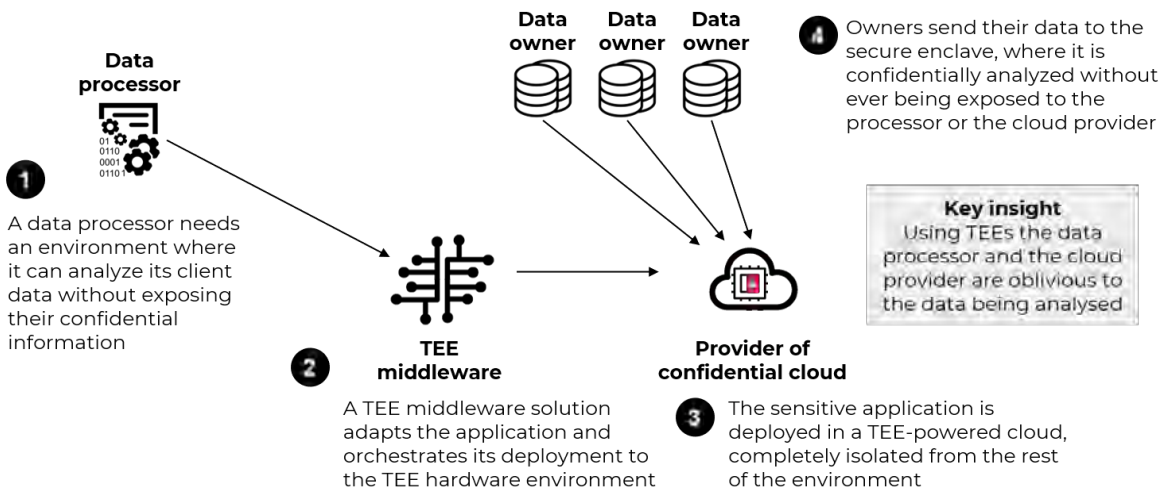 Data
processor
01
0110
0001
01101
1
A data processor needs
an environment where
it can analyze its client
data without exposing
their confidential
information
2
TEE
middleware
A TEE middleware solution
adapts the application and
orchestrates its deployment to
the TEE hardware environment
Data
owner
Data
owner
Data
owner
Provider of
confidential cloud
3
The sensitive application is
deployed in a TEE-powered cloud,
completely isolated from the rest
of the environment
4
Owners send their data to the
secure enclave, where it is
confidentially analyzed without
ever being exposed to the
processor or the cloud provider
Key insight
Using TEEs the data
processor and the cloud
provider are oblivious to
the data being analysed